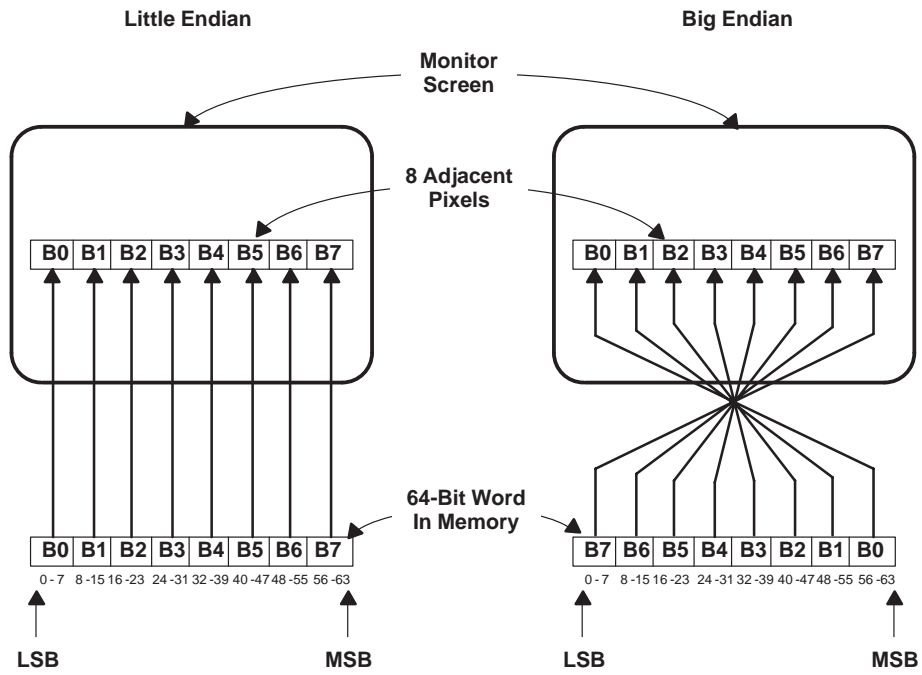 Little Endian
Big Endian
Monitor
Screen
8 Adjacent
Pixels
B0 B1 B2 B3 B4 B5 B6 B7
B0 B1 B2 B3 B4 B5 B6 B7
64-Bit Word
In Memory
B0 B1 B2 B3 B4 B5 B6 B7
0 - 7 8 -15 16 -23 24 -31 32 -39 40 -47 48 -55 56 -63
B7 B6 B5 B4 B3 B2 B1 B0
0 - 7 8 -15 16 -23 24 -31 32 -39 40 -47 48 -55 56 -63
LSB
MSB
LSB
MSB